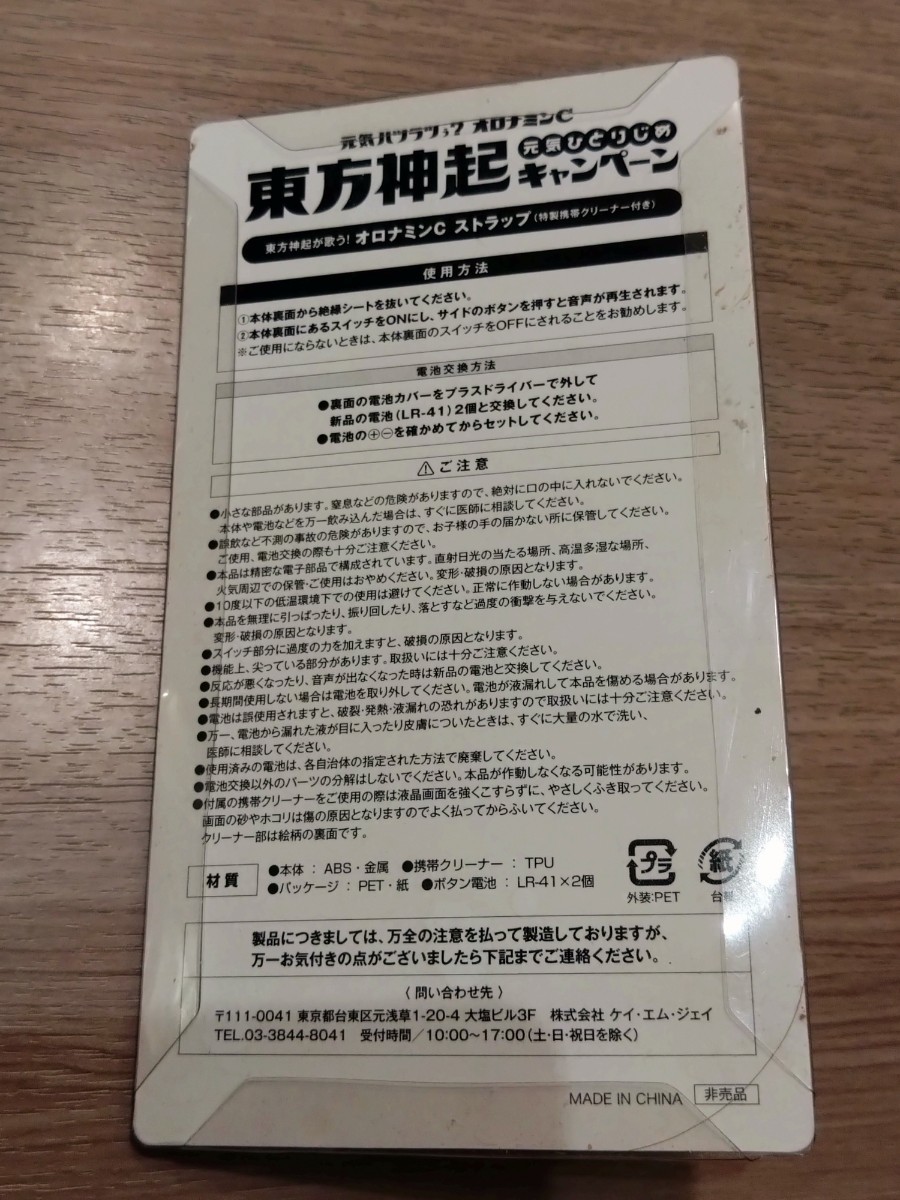 元気ハツラツぅ? オロナミンC
東方神起 元気ひとりじめ キャンペーン
東方神起が歌う! オロナミンC ストラップ(特製携帯クリーナー付き)
使用方法
①本体裏面から絶縁シートを抜いてください。
②本体裏面にあるスイッチをONにし、サイドのボタンを押すと音声が再生されます。
※ご使用にならないときは、本体裏面のスイッチをOFFにされることをお勧めします。
電池交換方法
●裏面の電池カバーをプラスドライバーで外して
新品の電池(LR-41)2個と交換してください。
●電池の⊕⊖を確かめてからセットしてください。
⚠ご注意
●小さな部品があります。窒息などの危険がありますので、絶対に口の中に入れないでください。
本体や電池などを万一飲み込んだ場合は、すぐに医師に相談してください。
●誤飲など不測の事故の危険がありますので、お子様の手の届かない所に保管してください。
ご使用、電池交換の際も十分ご注意ください。
●本品は精密な電子部品で構成されています。直射日光の当たる場所、高温多湿な場所、
火気周辺での保管・ご使用はおやめください。変形・破損の原因となります。
●10度以下の低温環境下での使用は避けてください。正常に作動しない場合があります。
●本品を無理に引っぱったり、振り回したり、落とすなど過度の衝撃を与えないでください。
変形・破損の原因となります。
●スイッチ部分に過度の力を加えますと、破損の原因となります。
●機能上、尖っている部分があります。取扱いには十分ご注意ください。
●反応が悪くなったり、音声が出なくなった時は新品の電池と交換してください。
●長期間使用しない場合は電池を取り外してください。電池が液漏れして本品を傷める場合があります。
●電池は誤使用されますと、破裂・発熱・液漏れの恐れがありますので取扱いには十分ご注意ください。
●万一、電池から漏れた液が目に入ったり皮膚についたときは、すぐに大量の水で洗い、
医師に相談してください。
●使用済みの電池は、各自治体の指定された方法で廃棄してください。
●電池交換以外のパーツの分解はしないでください。本品が作動しなくなる可能性があります。
●付属の携帯クリーナーをご使用の際は液晶画面を強くこすらずに、やさしくふき取ってください。
画面の砂やホコリは傷の原因となりますのでよく払ってからふいてください。
クリーナー部は絵柄の裏面です。
材質 ●本体 : ABS・金属 ●携帯クリーナー : TPU
●パッケージ : PET・紙 ●ボタン電池 : LR-41×2個
プラ 紙
外装:PET 台紙
製品につきましては、万全の注意を払って製造しておりますが、
万一お気付きの点がございましたら下記までご連絡ください。
〈問い合わせ先〉
〒111-0041 東京都台東区元浅草1-20-4 大塩ビル3F 株式会社 ケイ・エム・ジェイ
TEL.03-3844-8041 受付時間/10:00~17:00(土・日・祝日を除く)
MADE IN CHINA 非売品